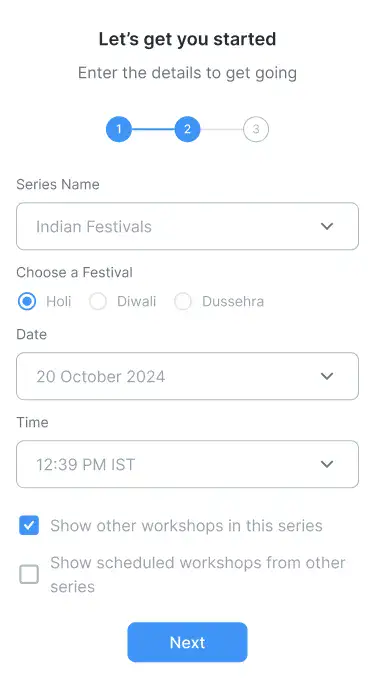 Let's get you started
Enter the details to get going
1 2 3
Series Name
Indian Festivals
Choose a Festival
Holi Diwali Dussehra
Date
20 October 2024
Time
12:39 PM IST
Show other workshops in this series
Show scheduled workshops from other
series
Next